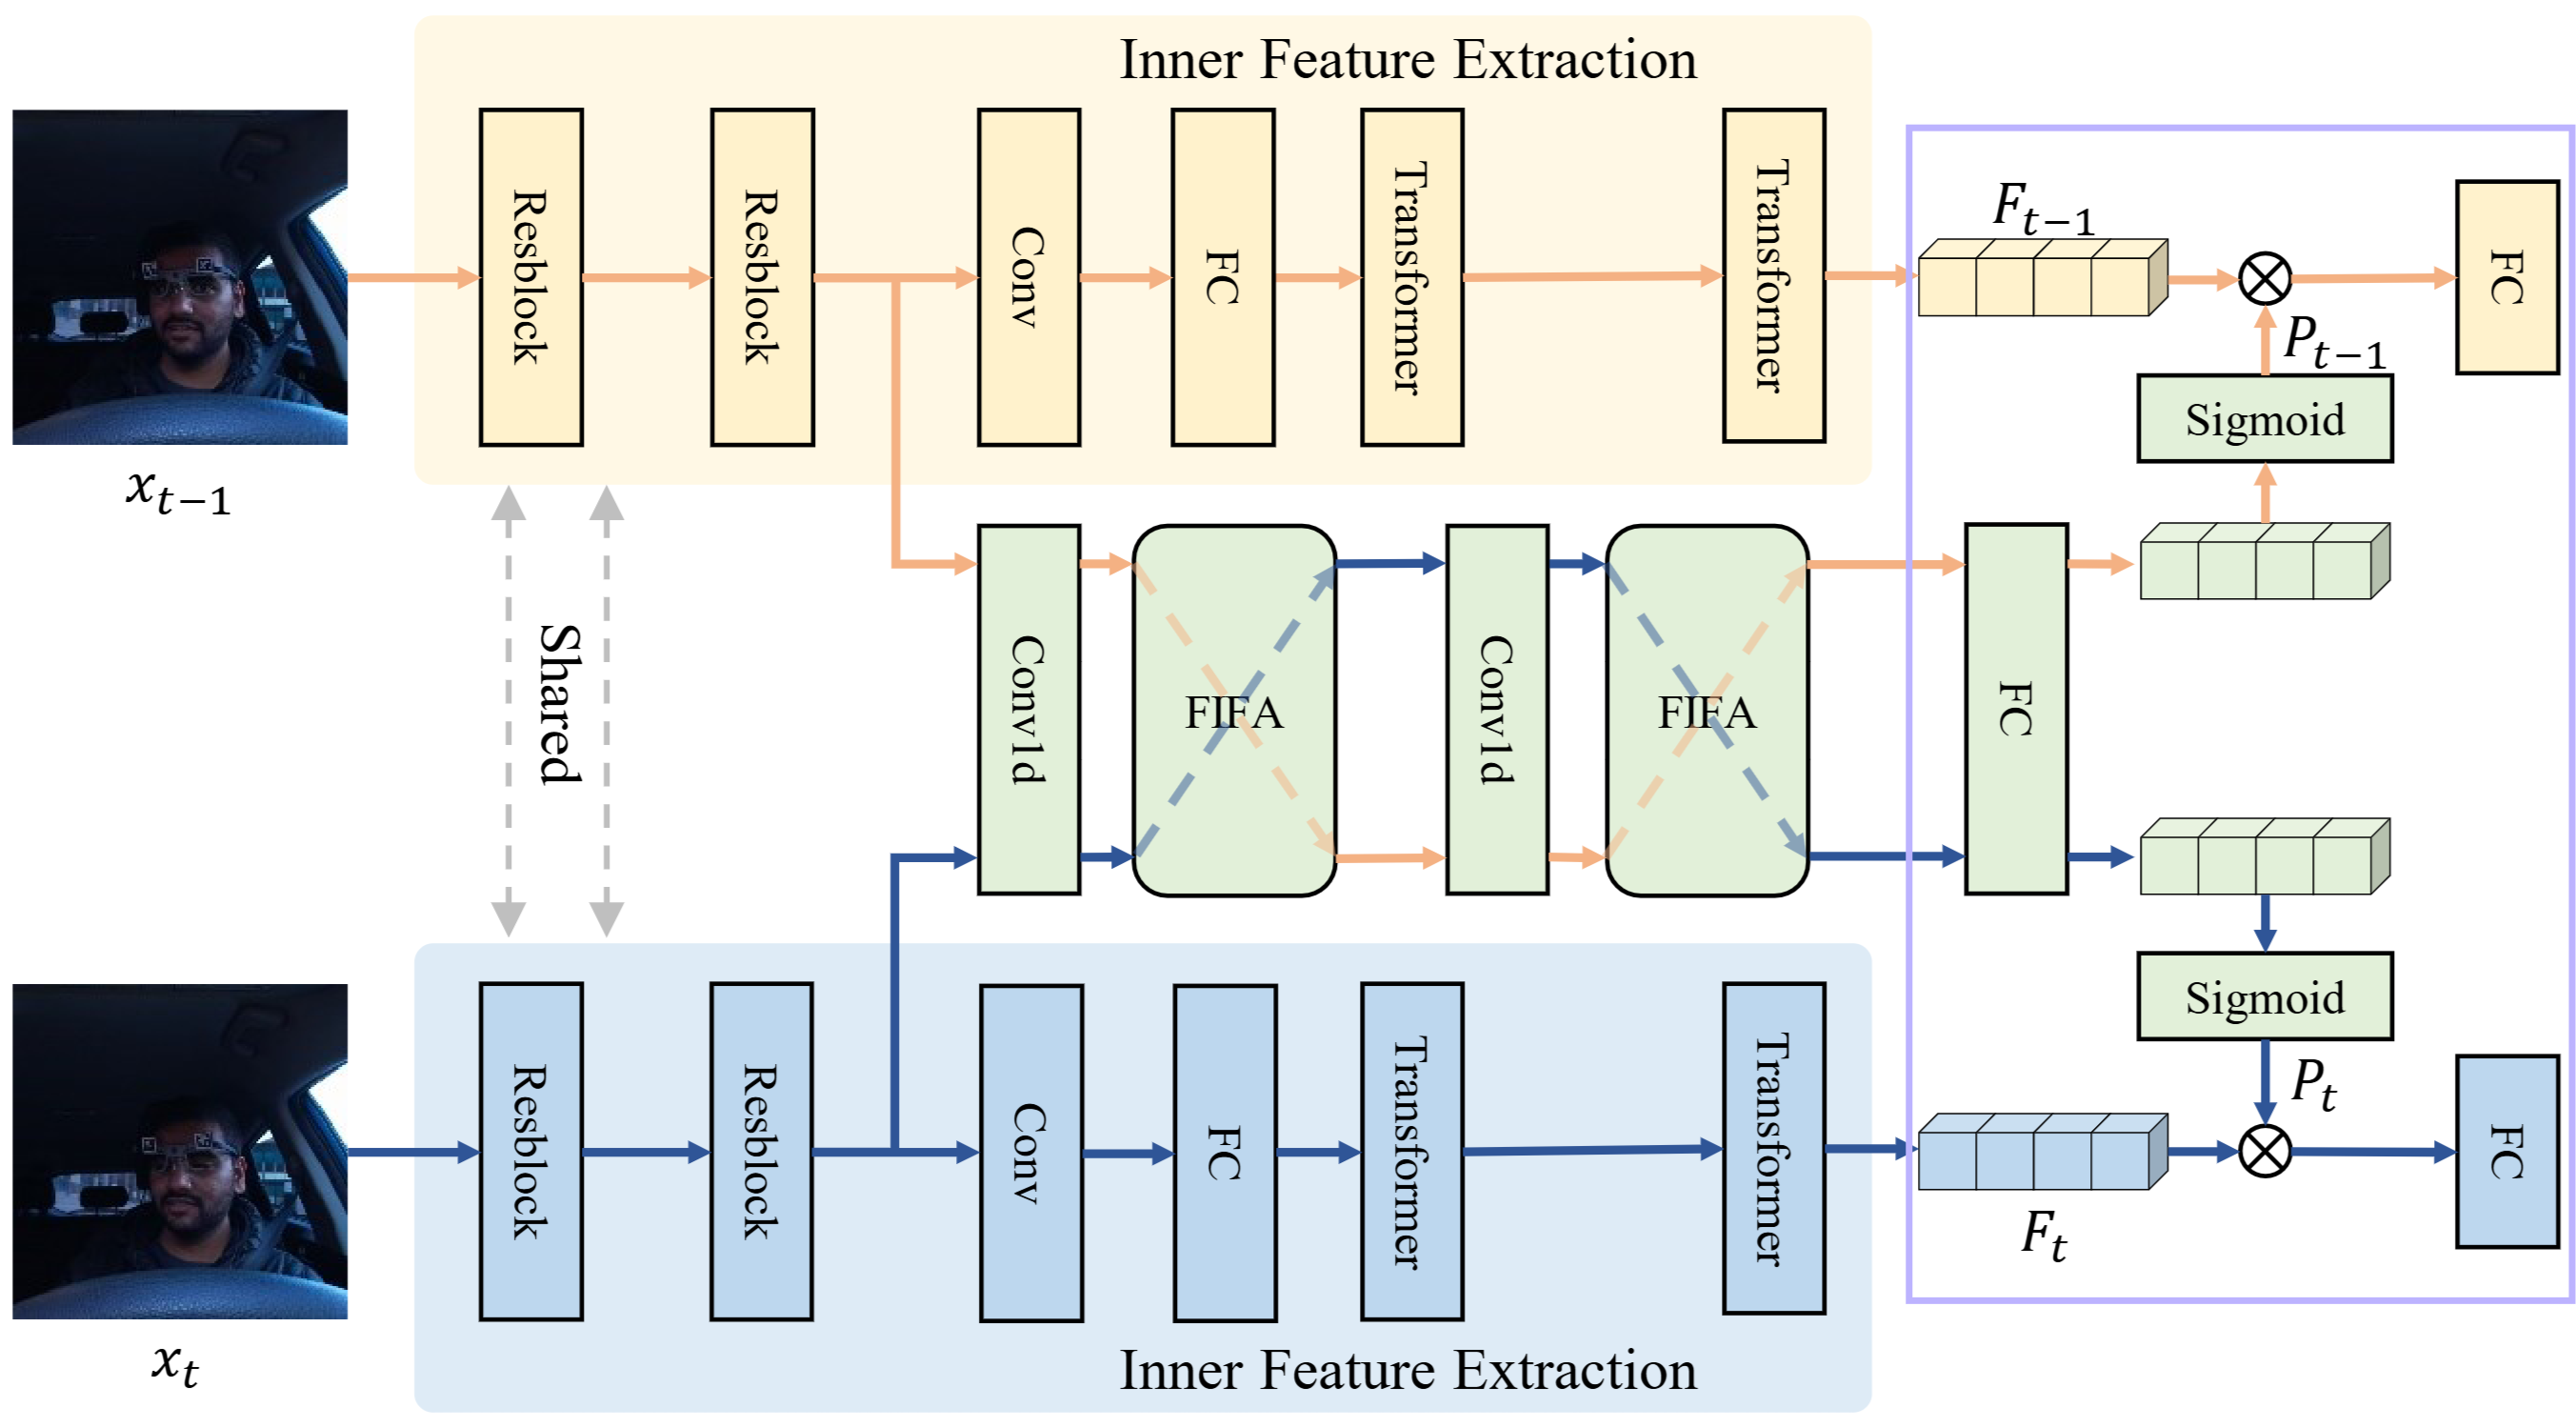 Inner Feature Extraction
Resblock
Resblock
Conv
FC
Transformer
Transformer
F_{t-1}
P_{t-1}
FC
Sigmoid
x_{t-1}
Shared
Conv1d
FIFA
Conv1d
FIFA
FC
Sigmoid
P_t
Resblock
Resblock
Conv
FC
Transformer
Transformer
F_t
FC
x_t
Inner Feature Extraction